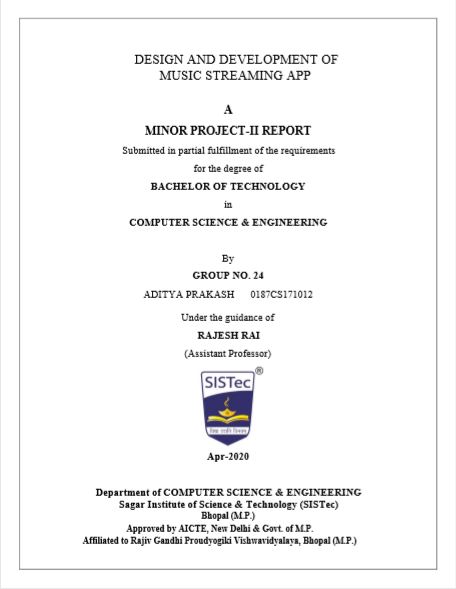 DESIGN AND DEVELOPMENT OF
MUSIC STREAMING APP
A
MINOR PROJECT-II REPORT
Submitted in partial fulfillment of the requirements
for the degree of
BACHELOR OF TECHNOLOGY
in
COMPUTER SCIENCE & ENGINEERING
By
GROUP NO. 24
ADITYA PRAKASH 0187CS171012
Under the guidance of
RAJESH RAI
(Assistant Professor)
®
SISTec
Apr-2020
Department of COMPUTER SCIENCE & ENGINEERING
Sagar Institute of Science & Technology (SISTec)
Bhopal (M.P.)
Approved by AICTE, New Delhi & Govt. of M.P.
Affiliated to Rajiv Gandhi Proudyogiki Vishwavidyalaya, Bhopal (M.P.)